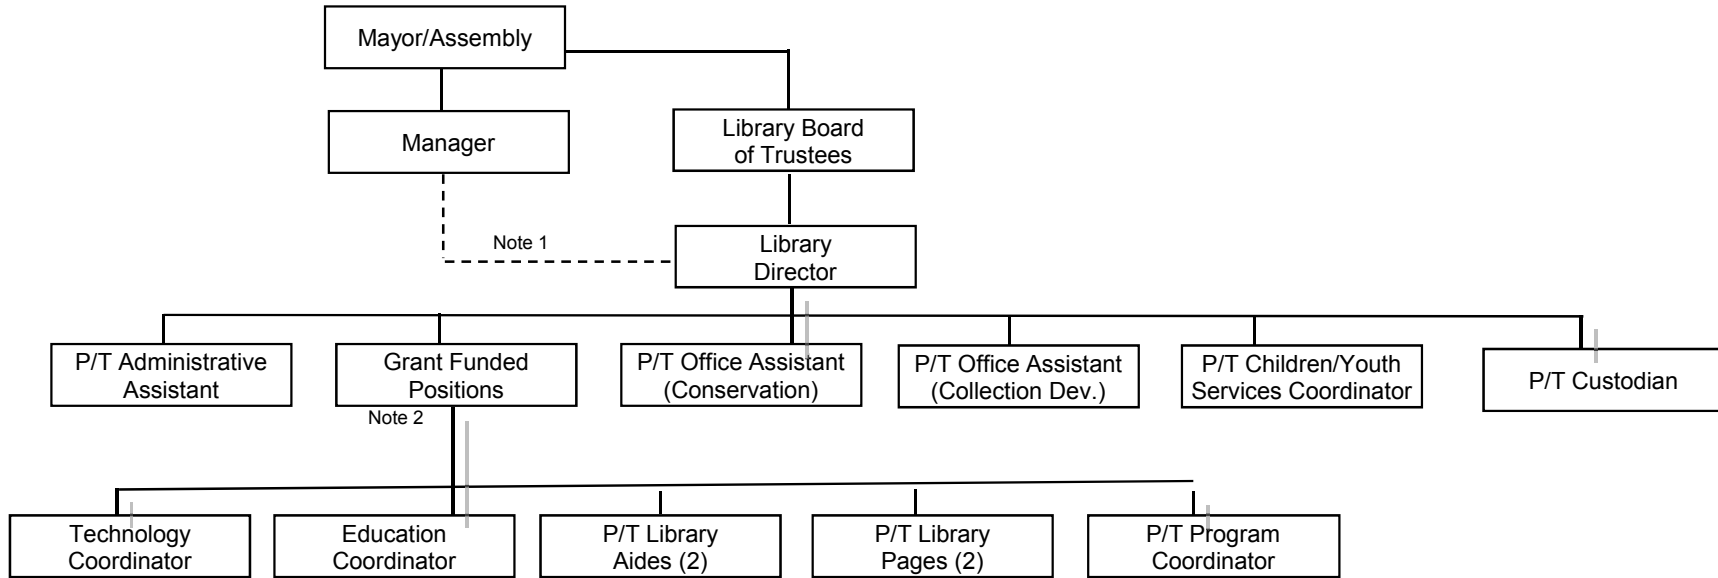 Mayor/Assembly
Manager
Library Board
of Trustees
Note 1
Library
Director
P/T Administrative
Assistant
Grant Funded
Positions
P/T Office Assistant
(Conservation)
P/T Office Assistant
(Collection Dev.)
P/T Children/Youth
Services Coordinator
P/T Custodian
Note 2
Technology
Coordinator
Education
Coordinator
P/T Library
Aides (2)
P/T Library
Pages (2)
P/T Program
Coordinator